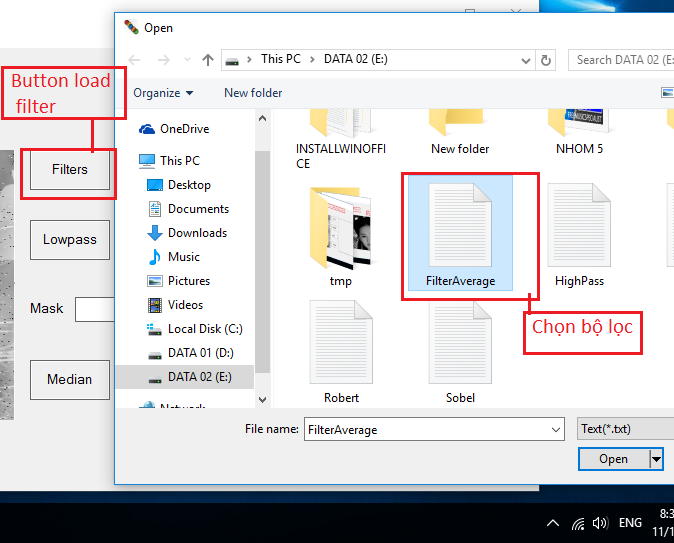 Open
This PC > DATA 02 (E:)
Search DATA 02 (E:
Button load
filter
Organize
New folder
OneDrive
This PC
Desktop
Documents
Downloads
Music
Pictures
Videos
Local Disk (C:)
DATA 01 (D:)
DATA 02 (E:)
Network
INSTALLWINOFFI
CE
New folder
NHOM 5
tmp
FilterAverage
HighPass
Chọn bộ lọc
Robert
Sobel
Filters
Lowpass
Mask
Median
File name:
FilterAverage
Text(*.txt)
Open
ENG
8:3
11/1